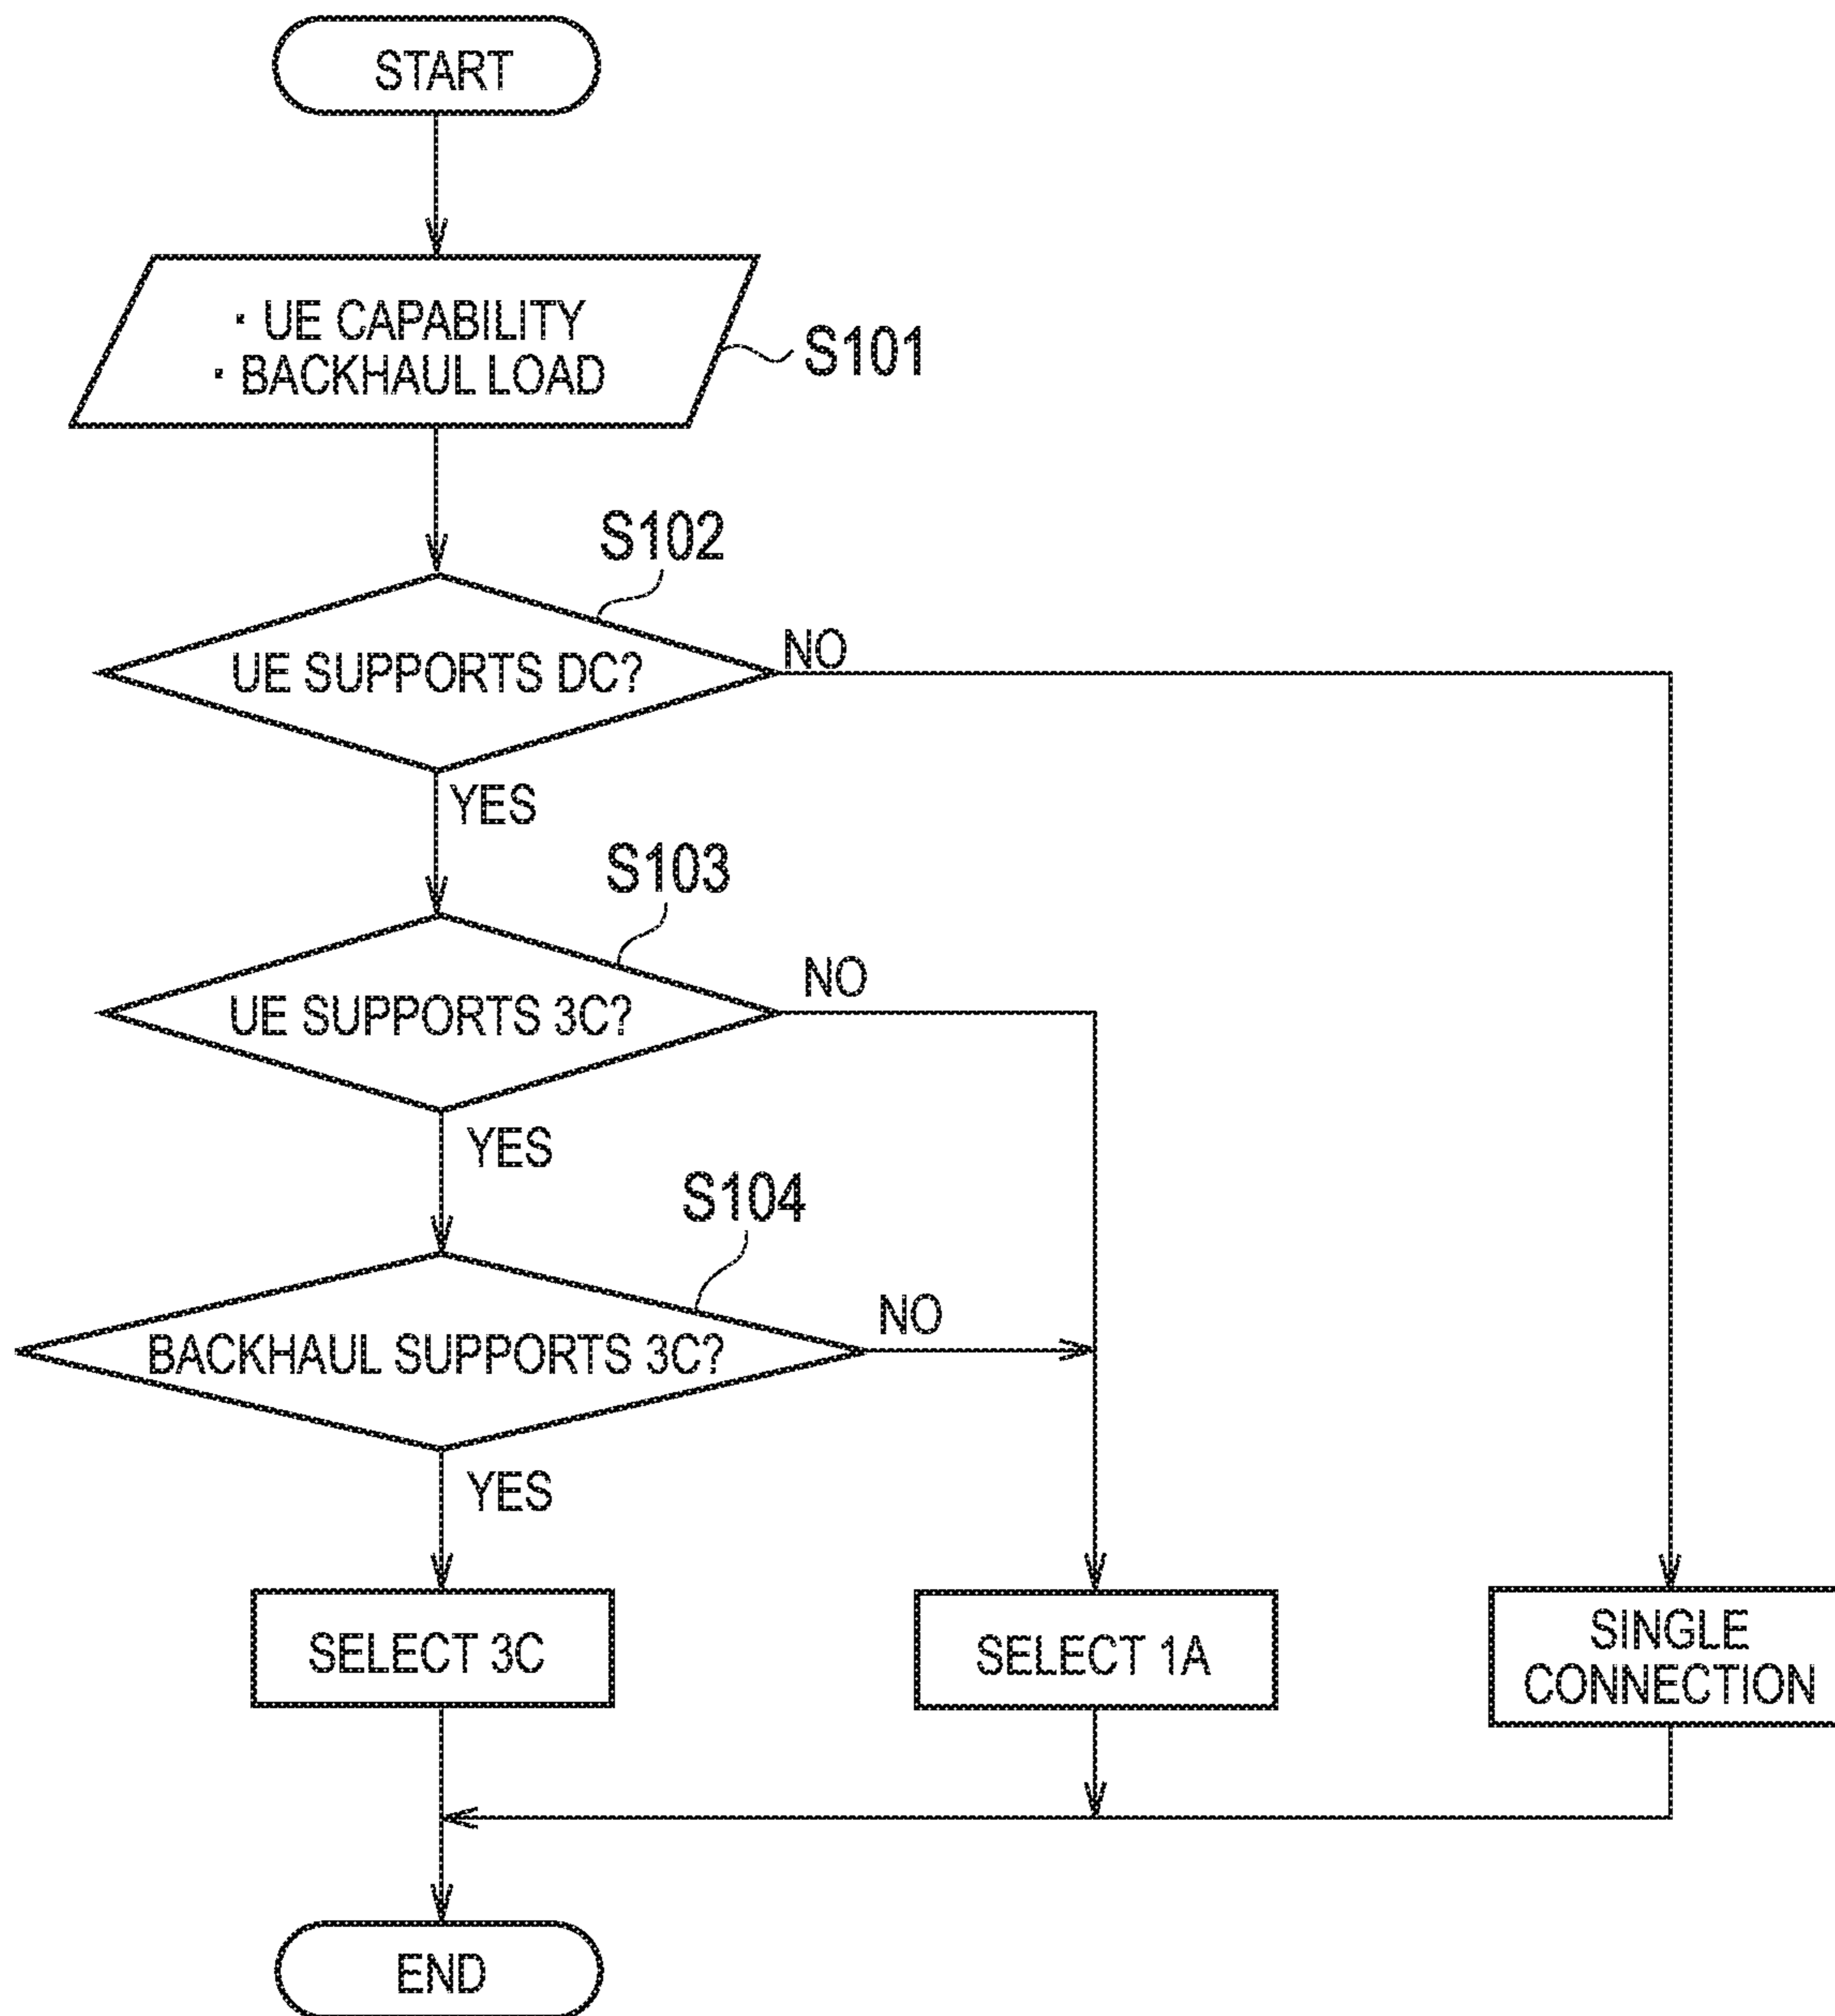 START
· UE CAPABILITY
· BACKHAUL LOAD
S101
S102
UE SUPPORTS DC?
NO
YES
S103
UE SUPPORTS 3C?
NO
YES
S104
BACKHAUL SUPPORTS 3C?
NO
YES
SELECT 3C
SELECT 1A
SINGLE
CONNECTION
END